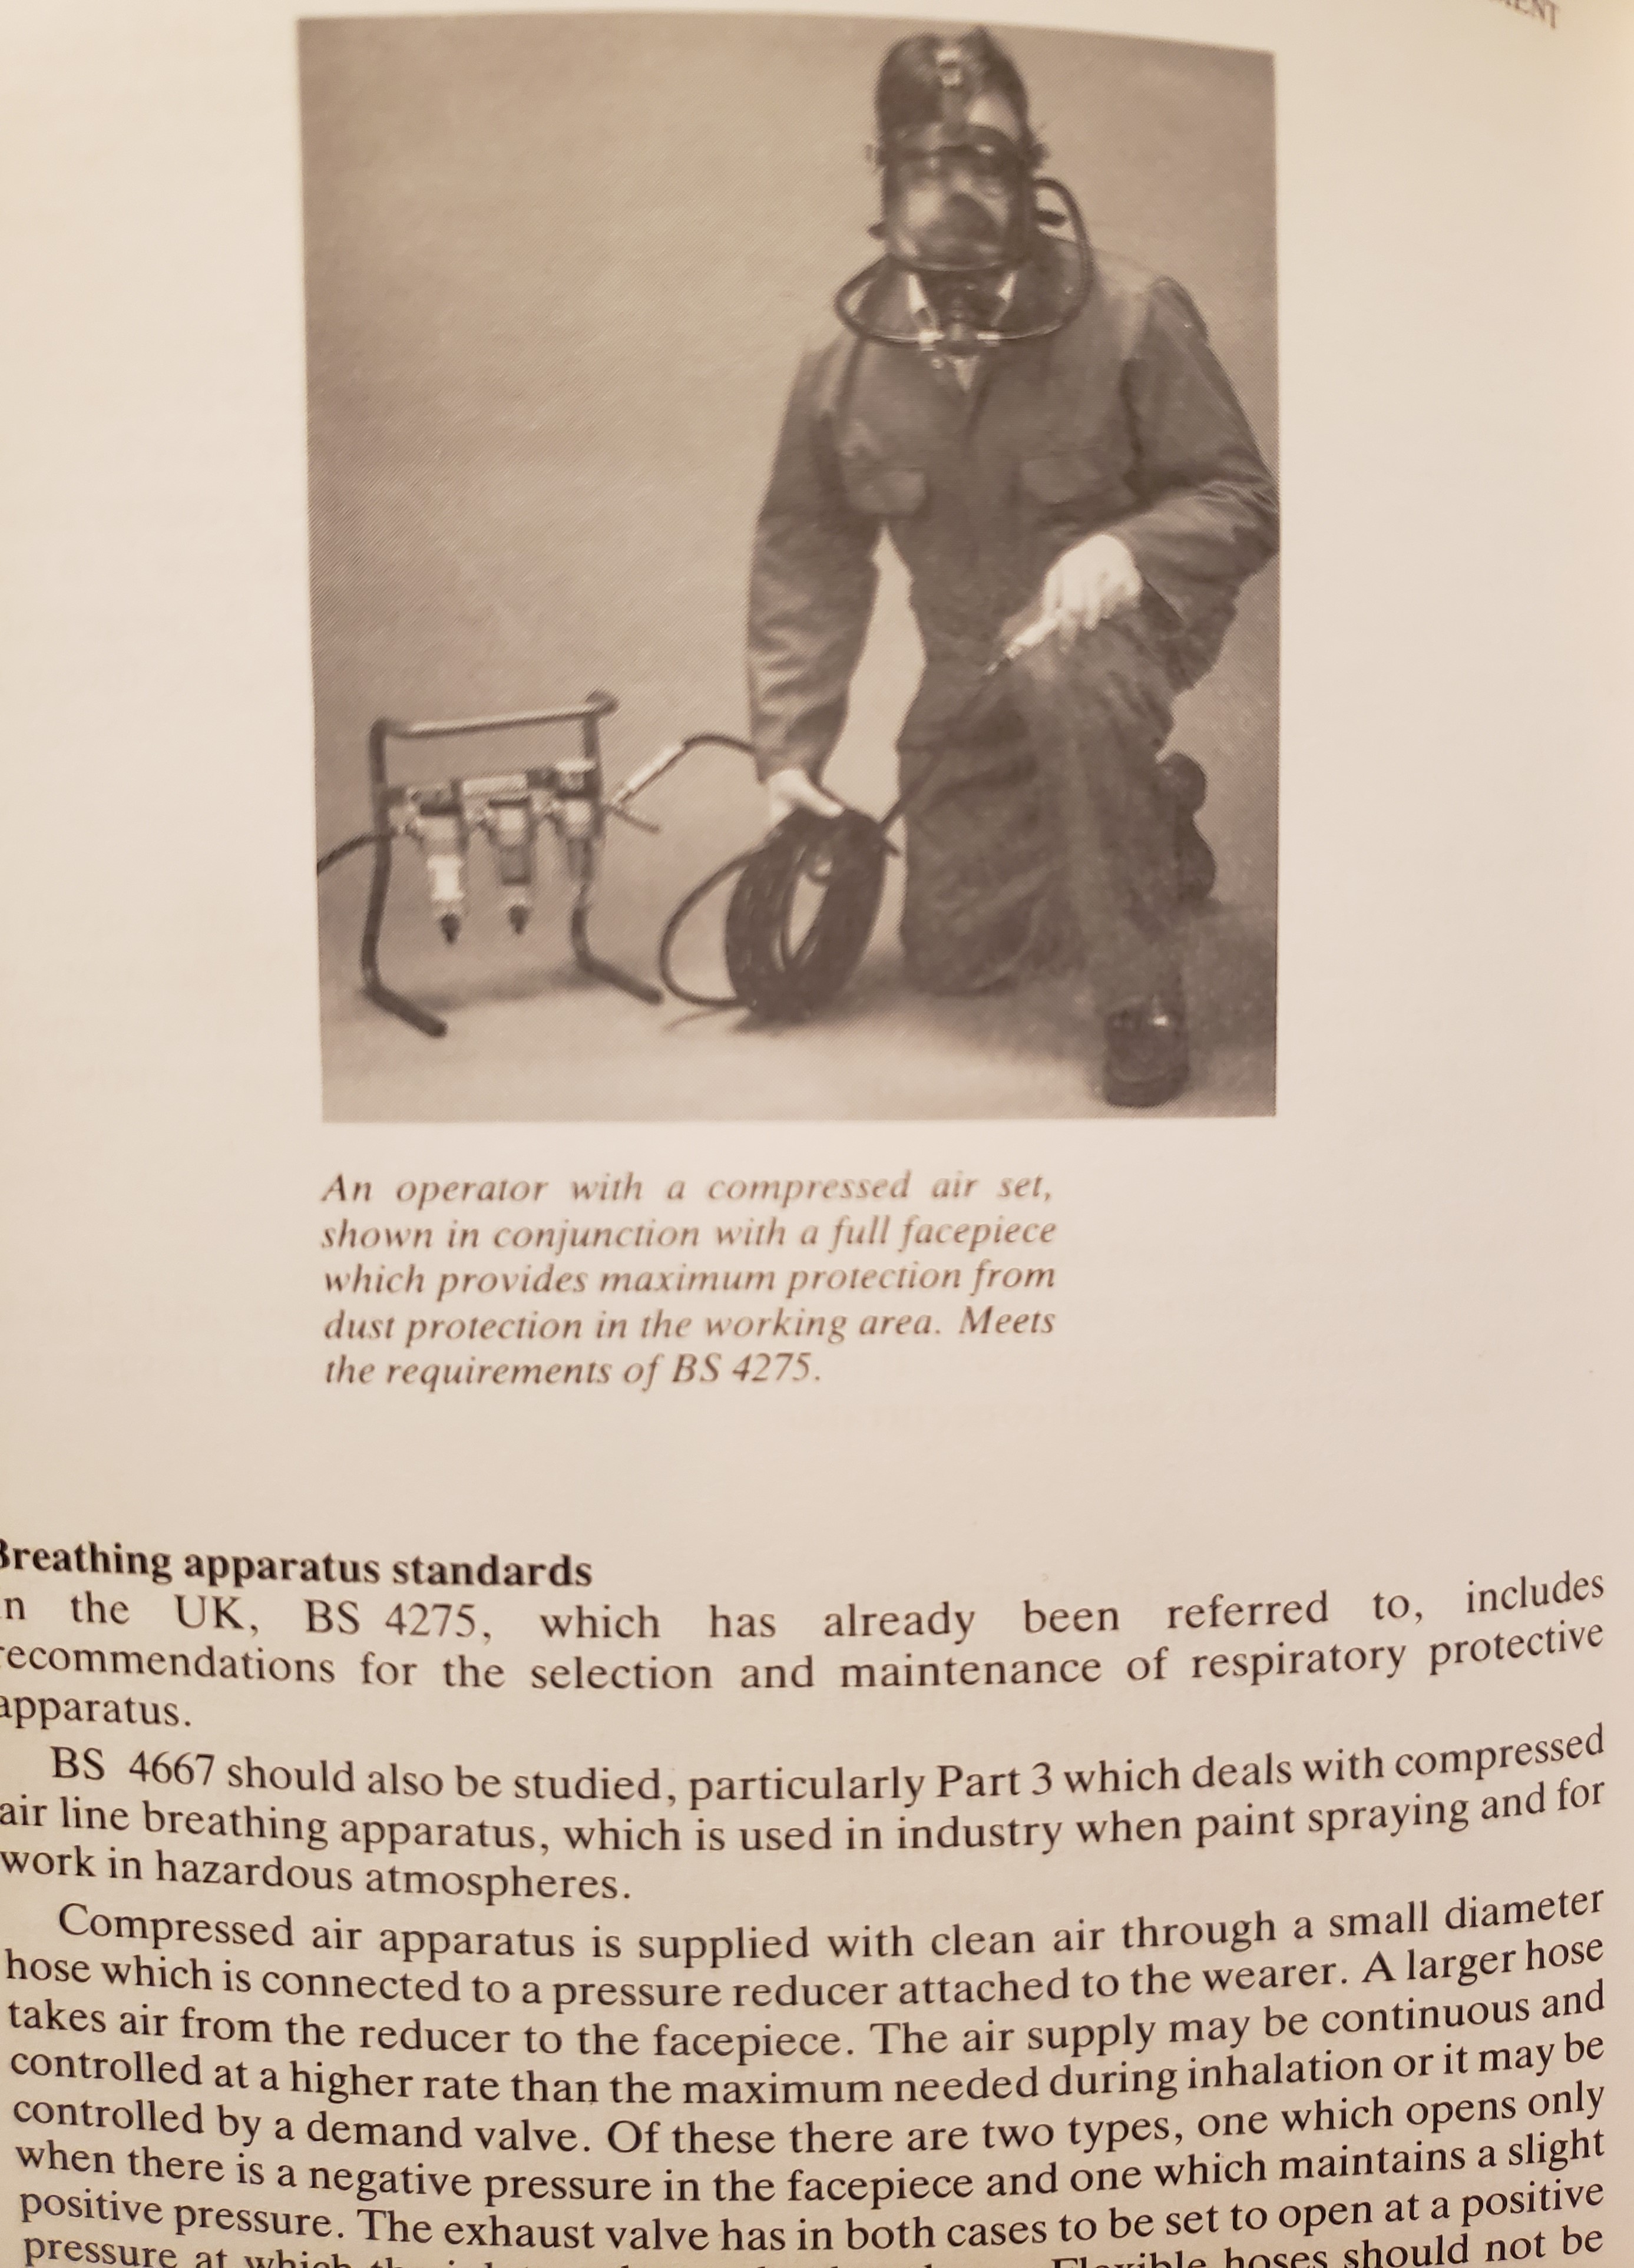 An operator with a compressed air set,
shown in conjunction with a full facepiece
which provides maximum protection from
dust protection in the working area. Meets
the requirements of BS 4275.
Breathing apparatus standards
n the UK, BS 4275, which has already been referred to, includes
recommendations for the selection and maintenance of respiratory protective
apparatus.
BS 4667 should also be studied, particularly Part 3 which deals with compressed
air line breathing apparatus, which is used in industry when paint spraying and for
work in hazardous atmospheres.
Compressed air apparatus is supplied with clean air through a small diameter
hose which is connected to a pressure reducer attached to the wearer. A larger hose
takes air from the reducer to the facepiece. The air supply may be continuous and
controlled at a higher rate than the maximum needed during inhalation or it may be
controlled by a demand valve. Of these there are two types, one which opens only
when there is a negative pressure in the facepiece and one which maintains a slight
positive pressure. The exhaust valve has in both cases to be set to open at a positive
pressure at which Flexible hoses should not be